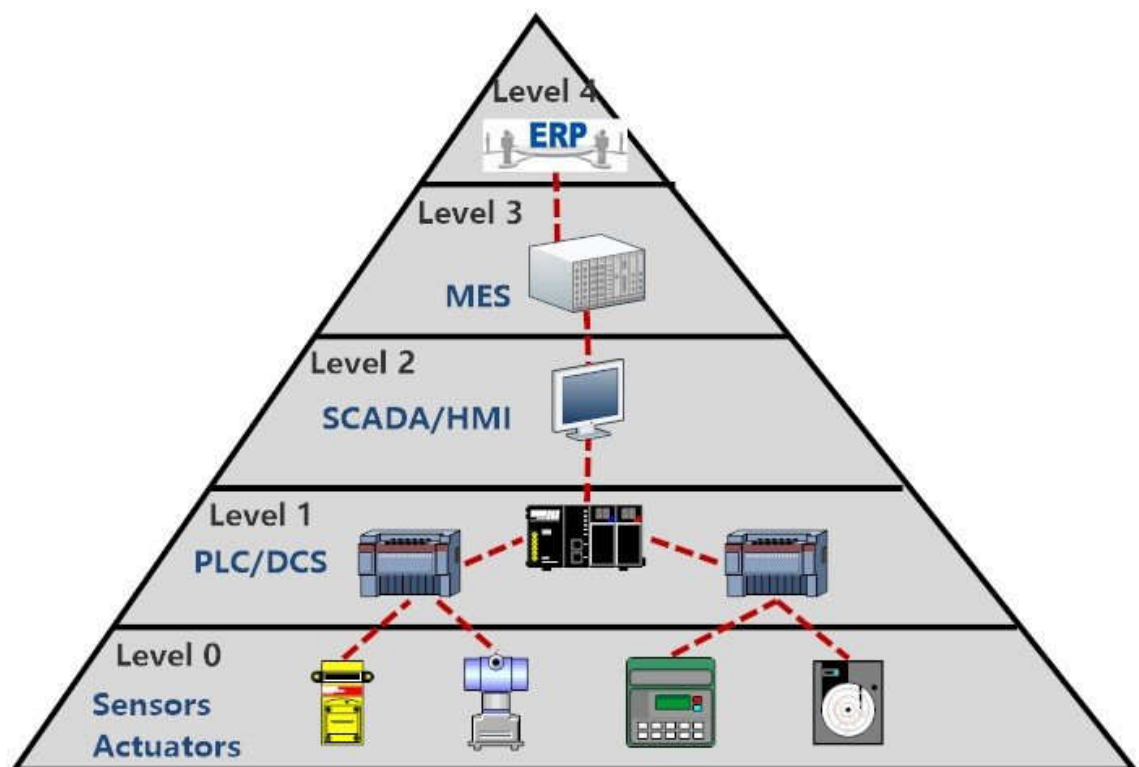 Level 4
ERP
Level 3
MES
Level 2
SCADA/HMI
Level 1
PLC/DCS
Level 0
Sensors
Actuators